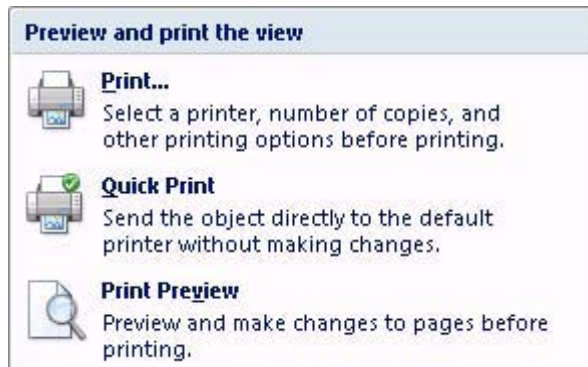 Preview and print the view
Print...
Select a printer, number of copies, and
other printing options before printing.
Quick Print
Send the object directly to the default
printer without making changes.
Print Preview
Preview and make changes to pages before
printing.